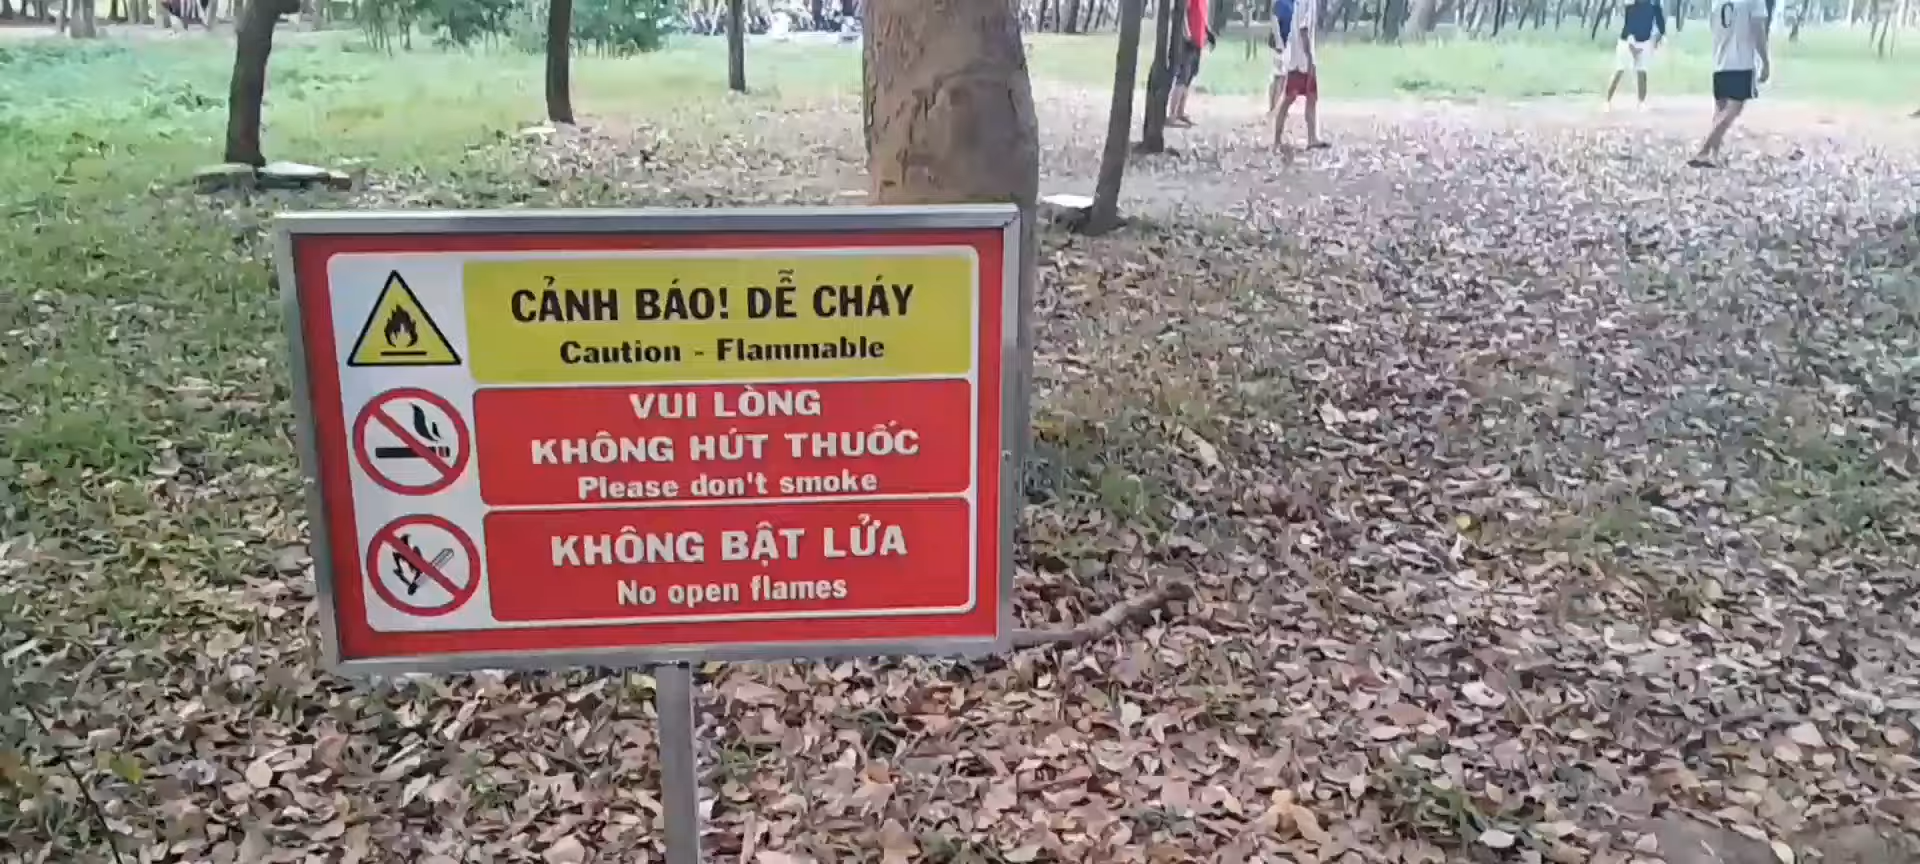 CẢNH BÁO! DỄ CHÁY
Caution - Flammable
VUI LÒNG
KHÔNG HÚT THUỐC
Please don't smoke
KHÔNG BẬT LỬA
No open flames